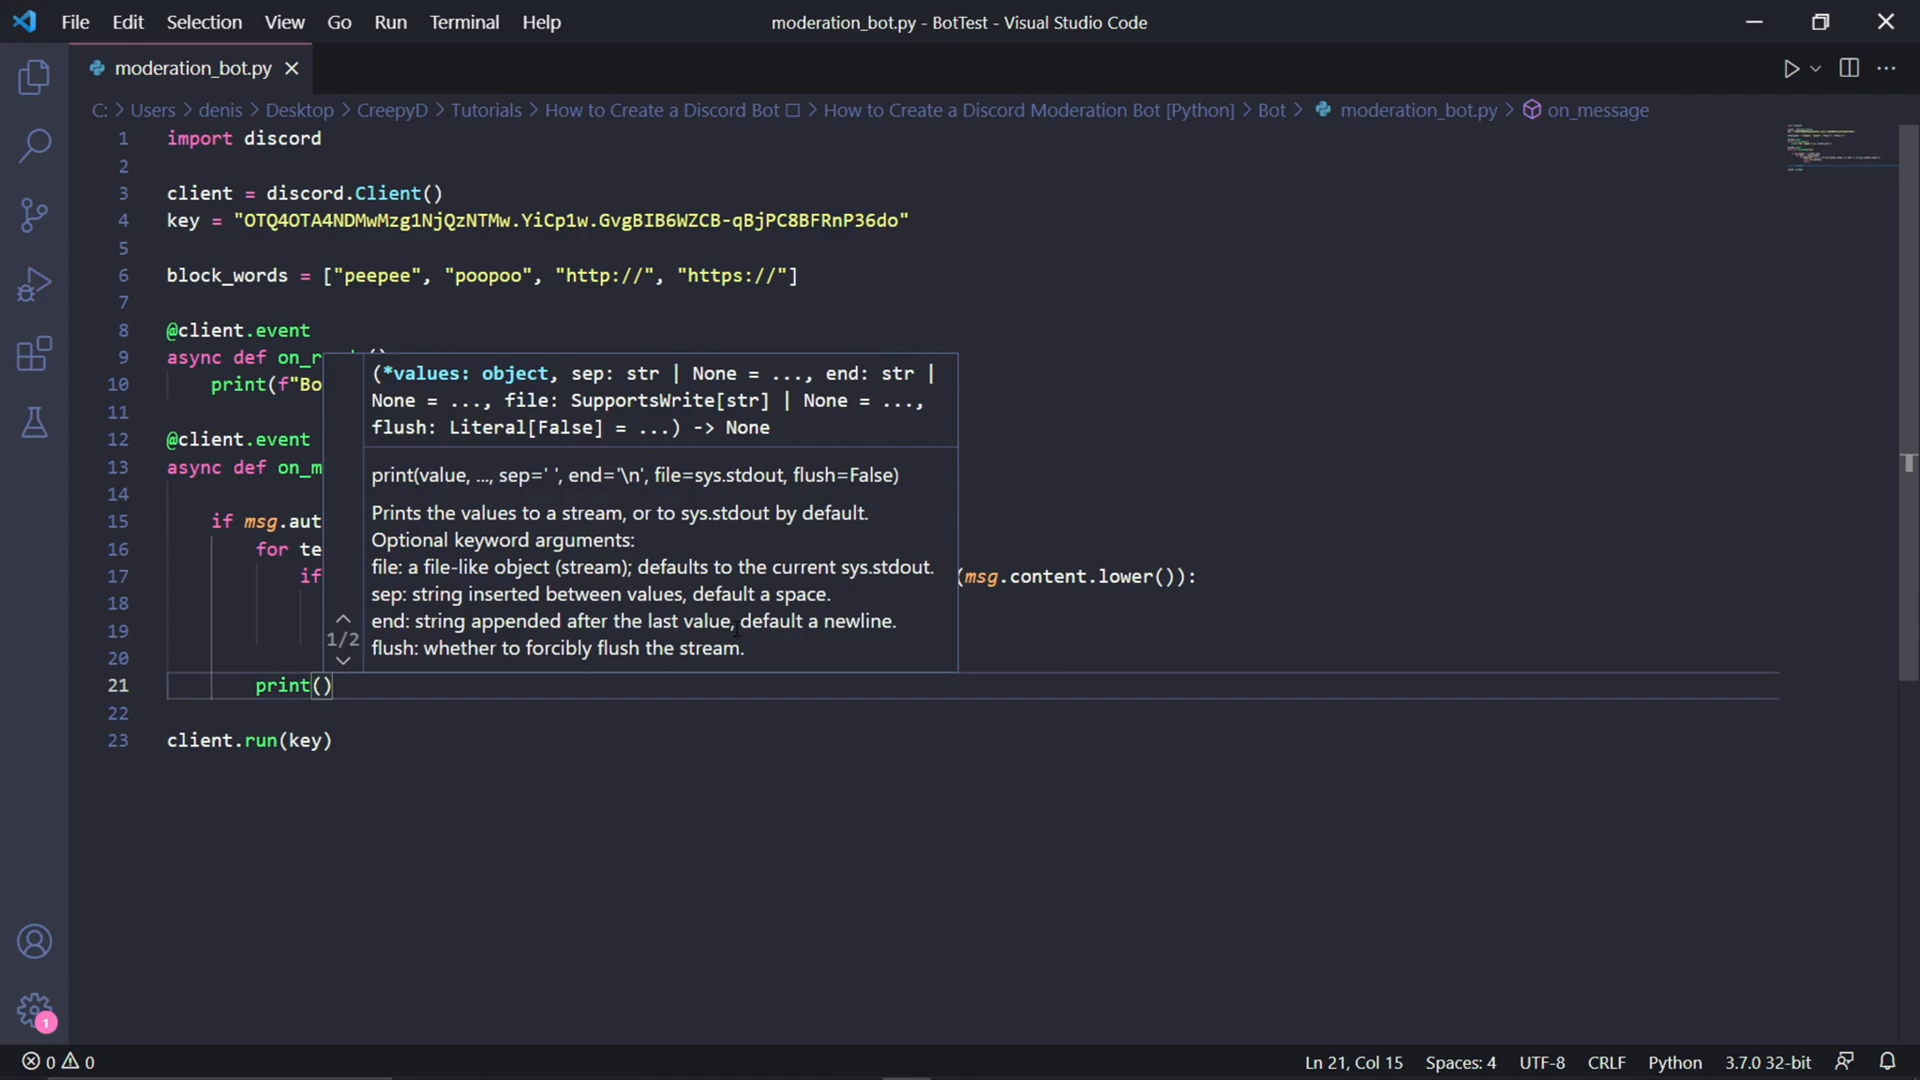 File Edit Selection View Go Run Terminal Help moderation_bot.py - BotTest - Visual Studio Code
moderation_bot.py
C: > Users > denis > Desktop > CreepyD > Tutorials > How to Create a Discord Bot □ > How to Create a Discord Moderation Bot [Python] > Bot > moderation_bot.py > on_message
1 import discord
2
3 client = discord.Client()
4 key = "OTQ4OTA4NDMwMzg1NjQzNTMw.YiCp1w.GvgBIB6WZCB-qBjPC8BFRnP36do"
5
6 block_words = ["peepee", "poopoo", "http://", "https://"]
7
8 @client.event
9 async def on_r
10 print(f"Bo
11
12 @client.event
13 async def on_m
14
15 if msg.aut
16 for te
17 if (msg.content.lower()):
18
19
20
21 print()
22
23 client.run(key)
(*values: object, sep: str | None = ..., end: str |
None = ..., file: SupportsWrite[str] | None = ...,
flush: Literal[False] = ...) -> None
print(value, ..., sep=' ', end='\n', file=sys.stdout, flush=False)
Prints the values to a stream, or to sys.stdout by default.
Optional keyword arguments:
file: a file-like object (stream); defaults to the current sys.stdout.
sep: string inserted between values, default a space.
end: string appended after the last value, default a newline.
flush: whether to forcibly flush the stream.
1/2
1
0 0 Ln 21, Col 15 Spaces: 4 UTF-8 CRLF Python 3.7.0 32-bit